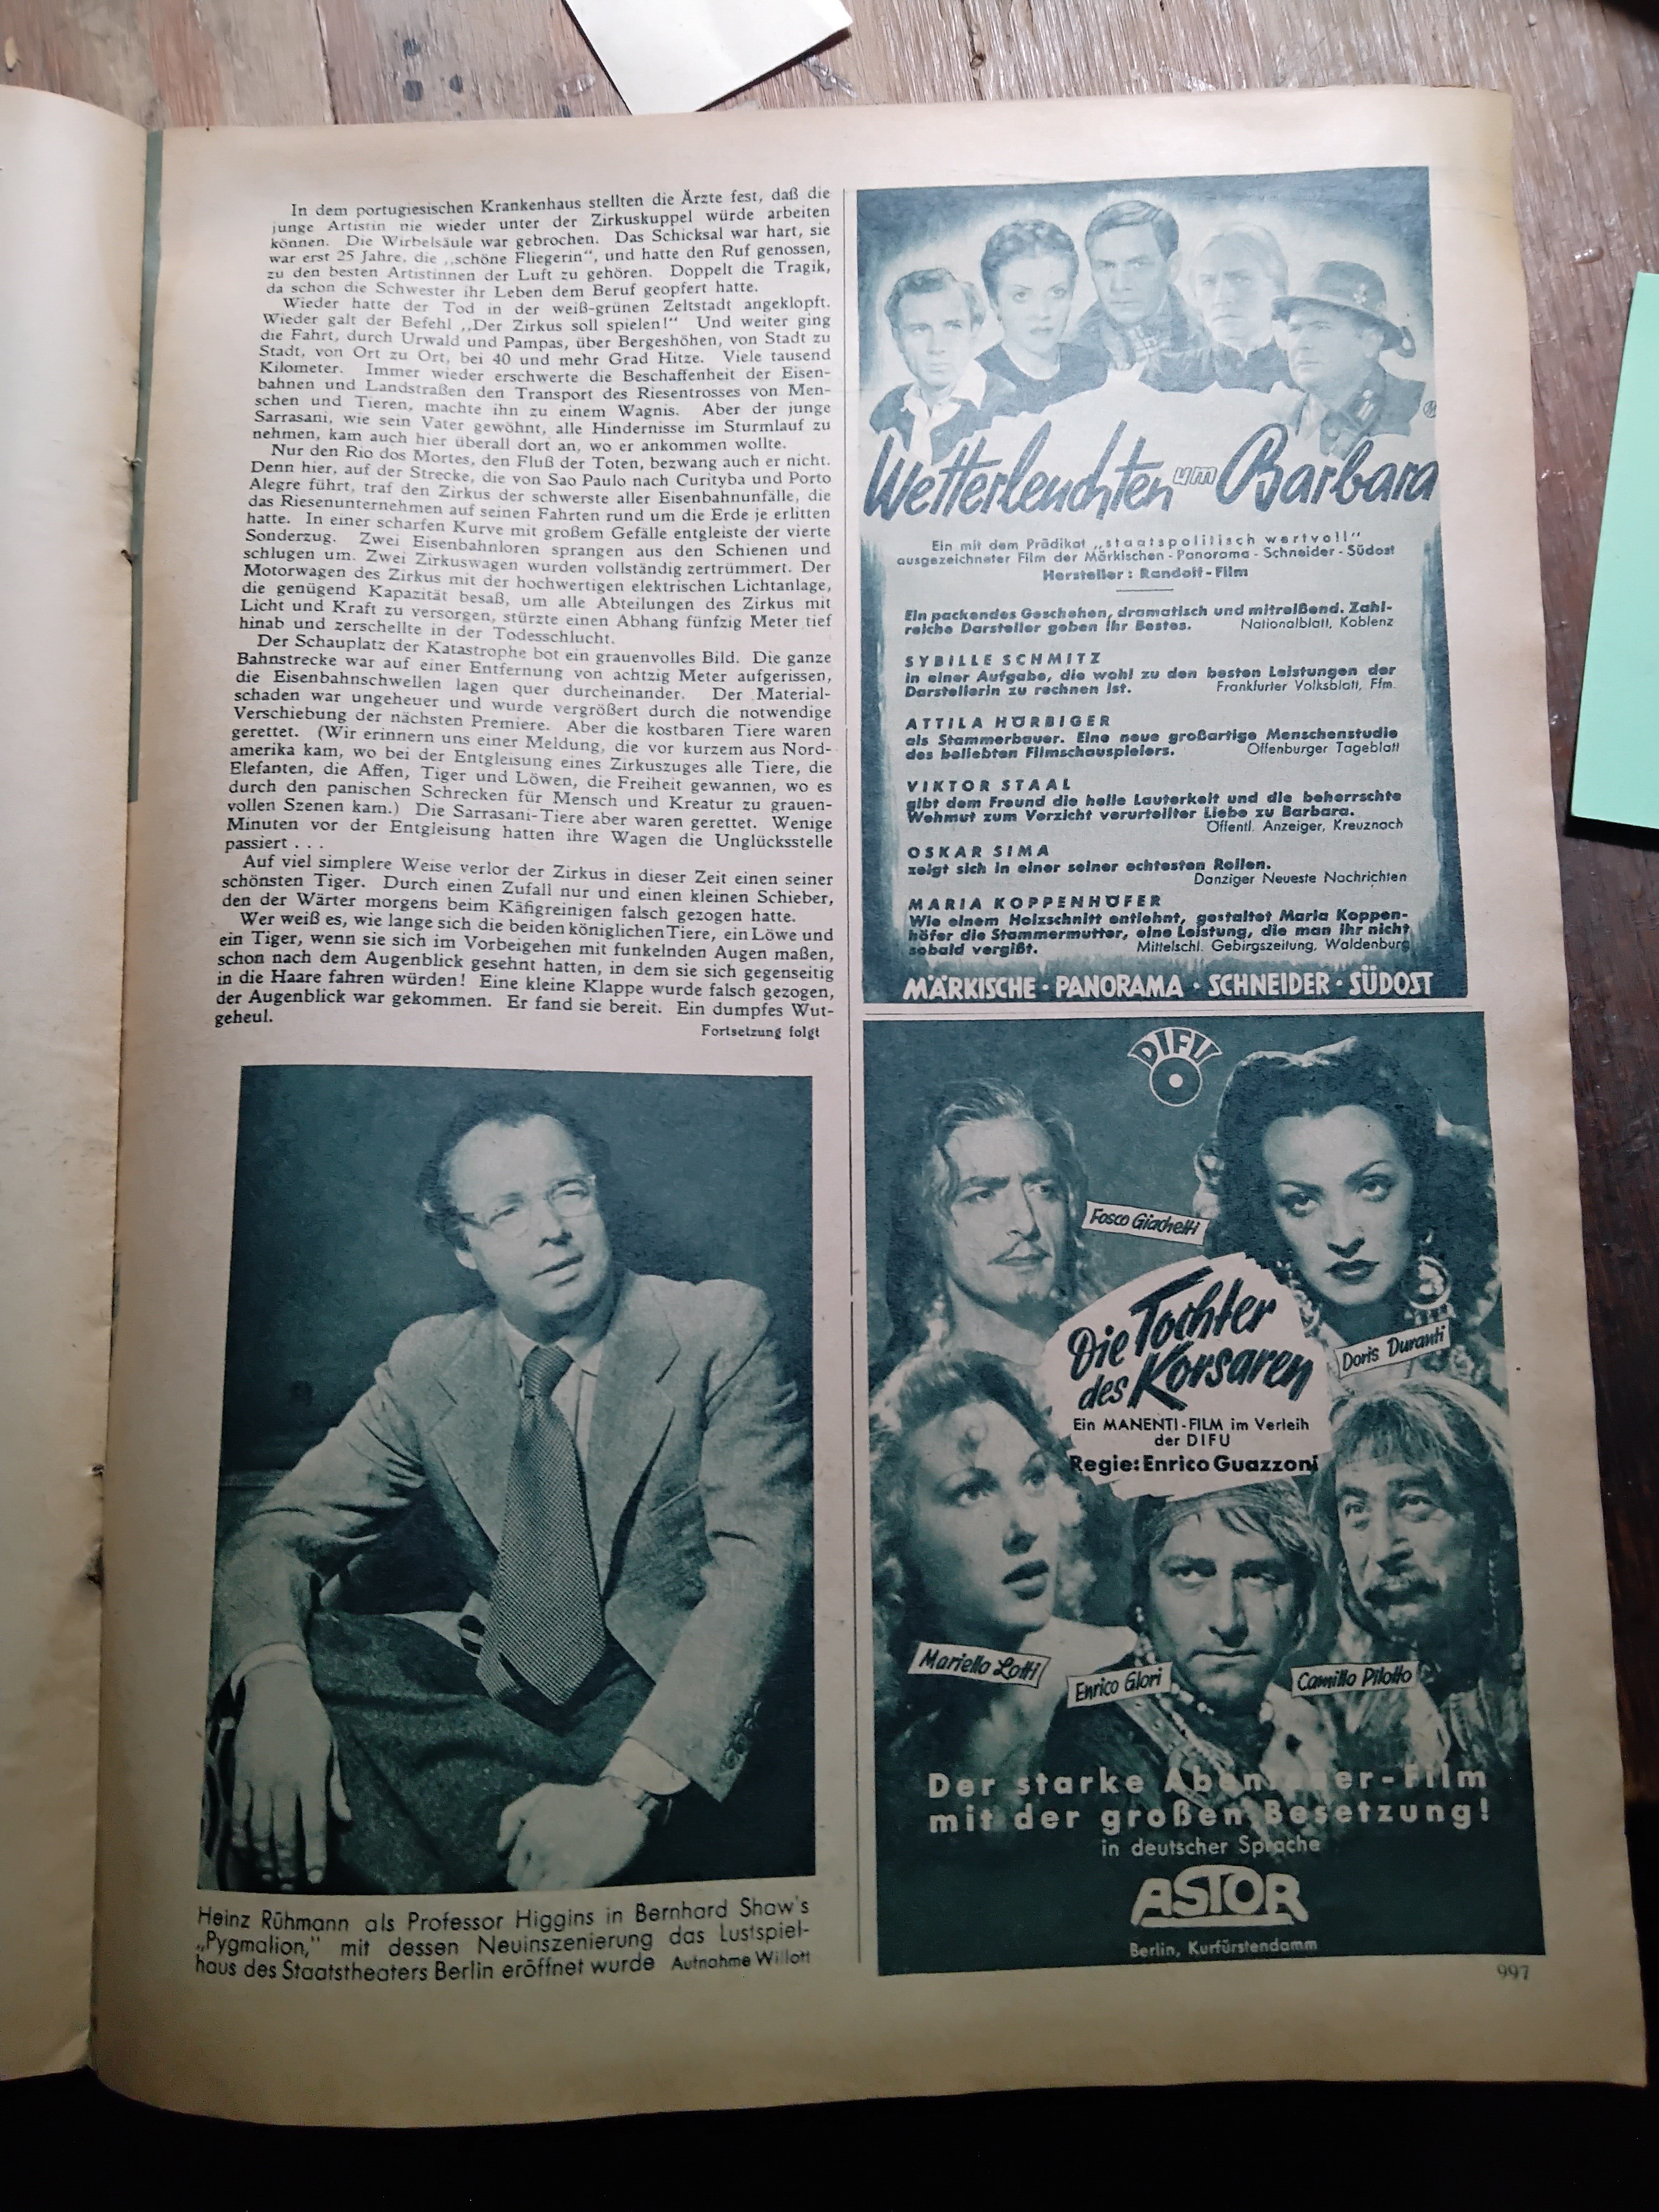 In dem portugiesischen Krankenhaus stellten die Ärzte fest, daß die
junge Artistin nie wieder unter der Zirkuskuppel würde arbeiten
können. Die Wirbelsäule war gebrochen. Das Schicksal war hart, sie
war erst 25 Jahre, die „schöne Fliegerin“, und hatte den Ruf genossen,
zu den besten Artistinnen der Luft zu gehören. Doppelt die Tragik,
da schon die Schwester ihr Leben dem Beruf geopfert hatte.
Wieder hatte der Tod in der weiß-grünen Zeltstadt angeklopft.
Wieder galt der Befehl „Der Zirkus soll spielen!“ Und weiter ging
die Fahrt, durch Urwald und Pampas, über Bergeshöhen, von Stadt zu
Stadt, von Ort zu Ort, bei 40 und mehr Grad Hitze. Viele tausend
Kilometer. Immer wieder erschwerte die Beschaffenheit der Eisen-
bahnen und Landstraßen den Transport des Riesentrosses von Men-
schen und Tieren, machte ihn zu einem Wagnis. Aber der junge
Sarrasani, wie sein Vater gewöhnt, alle Hindernisse im Sturmlauf zu
nehmen, kam auch hier überall dort an, wo er ankommen wollte.
Nur den Rio dos Mortes, den Fluß der Toten, bezwang auch er nicht.
Denn hier, auf der Strecke, die von Sao Paulo nach Curityba und Porto
Alegre führt, traf den Zirkus der schwerste aller Eisenbahnunfälle, die
das Riesenunternehmen auf seinen Fahrten rund um die Erde je erlitten
hatte. In einer scharfen Kurve mit großem Gefälle entgleiste der vierte
Sonderzug. Zwei Eisenbahnloren sprangen aus den Schienen und
schlugen um. Zwei Zirkuswagen wurden vollständig zertrümmert. Der
Motorwagen des Zirkus mit der hochwertigen elektrischen Lichtanlage,
die genügend Kapazität besaß, um alle Abteilungen des Zirkus mit
Licht und Kraft zu versorgen, stürzte einen Abhang fünfzig Meter tief
hinab und zerschellte in der Todesschlucht.
Der Schauplatz der Katastrophe bot ein grauenvolles Bild. Die ganze
Bahnstrecke war auf einer Entfernung von achtzig Meter aufgerissen,
die Eisenbahnschwellen lagen quer durcheinander. Der Material-
schaden war ungeheuer und wurde vergrößert durch die notwendige
Verschiebung der nächsten Premiere. Aber die kostbaren Tiere waren
gerettet. (Wir erinnern uns einer Meldung, die vor kurzem aus Nord-
amerika kam, wo bei der Entgleisung eines Zirkuszuges alle Tiere, die
Elefanten, die Affen, Tiger und Löwen, die Freiheit gewannen, wo es
durch den panischen Schrecken für Mensch und Kreatur zu grauen-
vollen Szenen kam.) Die Sarrasani-Tiere aber waren gerettet. Wenige
Minuten vor der Entgleisung hatten ihre Wagen die Unglücksstelle
passiert . . .
Auf viel simplere Weise verlor der Zirkus in dieser Zeit einen seiner
schönsten Tiger. Durch einen Zufall nur und einen kleinen Schieber,
den der Wärter morgens beim Käfigreinigen falsch gezogen hatte.
Wer weiß es, wie lange sich die beiden königlichen Tiere, ein Löwe und
ein Tiger, wenn sie sich im Vorbeigehen mit funkelnden Augen maßen,
schon nach dem Augenblick gesehnt hatten, in dem sie sich gegenseitig
in die Haare fahren würden! Eine kleine Klappe wurde falsch gezogen,
der Augenblick war gekommen. Er fand sie bereit. Ein dumpfes Wut-
geheul.
Fortsetzung folgt
Heinz Rühmann als Professor Higgins in Bernhard Shaw's
„Pygmalion,“ mit dessen Neuinszenierung das Lustspiel-
haus des Staatstheaters Berlin eröffnet wurde Aufnahme Willott
Wetterleuchten um Barbara
Ein mit dem Prädikat „staatspolitisch wertvoll“
ausgezeichneter Film der Märkischen-Panorama-Schneider-Südost
Hersteller: Randolf-Film
Ein packendes Geschehen, dramatisch und mitreißend. Zahl-
reiche Darsteller geben ihr Bestes. Nationalblatt, Koblenz
SYBILLE SCHMITZ
in einer Aufgabe, die wohl zu den besten Leistungen der
Darstellerin zu rechnen ist. Frankfurter Volksblatt, Ffm.
ATTILA HÖRBIGER
als Stammerbauer. Eine neue großartige Menschenstudie
des beliebten Filmschauspielers. Offenburger Tageblatt
VIKTOR STAAL
gibt dem Freund die helle Lauterkeit und die beherrschte
Wehmut zum Verzicht verurteilter Liebe zu Barbara.
Öffentl. Anzeiger, Kreuznach
OSKAR SIMA
zeigt sich in einer seiner echtesten Rollen.
Danziger Neueste Nachrichten
MARIA KOPPENHÖFER
Wie einem Holzschnitt entlehnt, gestaltet Maria Koppen-
höfer die Stammermutter, eine Leistung, die man ihr nicht
sobald vergißt. Mittelschl. Gebirgszeitung, Waldenburg
MÄRKISCHE · PANORAMA · SCHNEIDER · SÜDOST
DIFU
Fosco Giachetti
Doris Duranti
Die Tochter
des Korsaren
Ein MANENTI-FILM im Verleih
der DIFU
Regie: Enrico Guazzoni
Mariella Lotti
Enrico Glori
Camillo Pilotto
Der starke Abenteuer-Film
mit der großen Besetzung!
in deutscher Sprache
ASTOR
Berlin, Kurfürstendamm
997